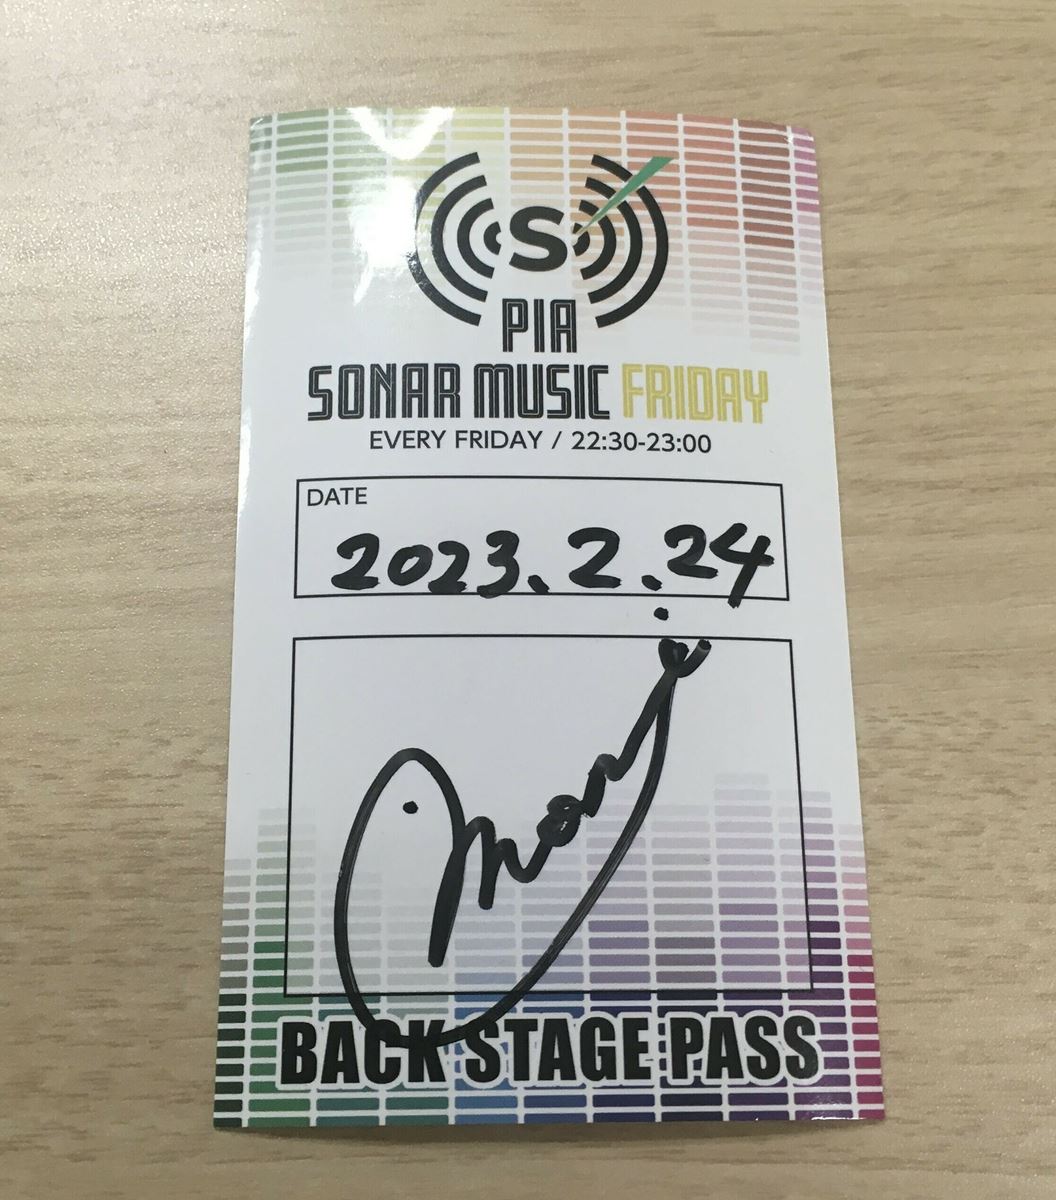 S
PIA
SONAR MUSIC FRIDAY
EVERY FRIDAY / 22:30-23:00
DATE
2023.2.24
BACK STAGE PASS